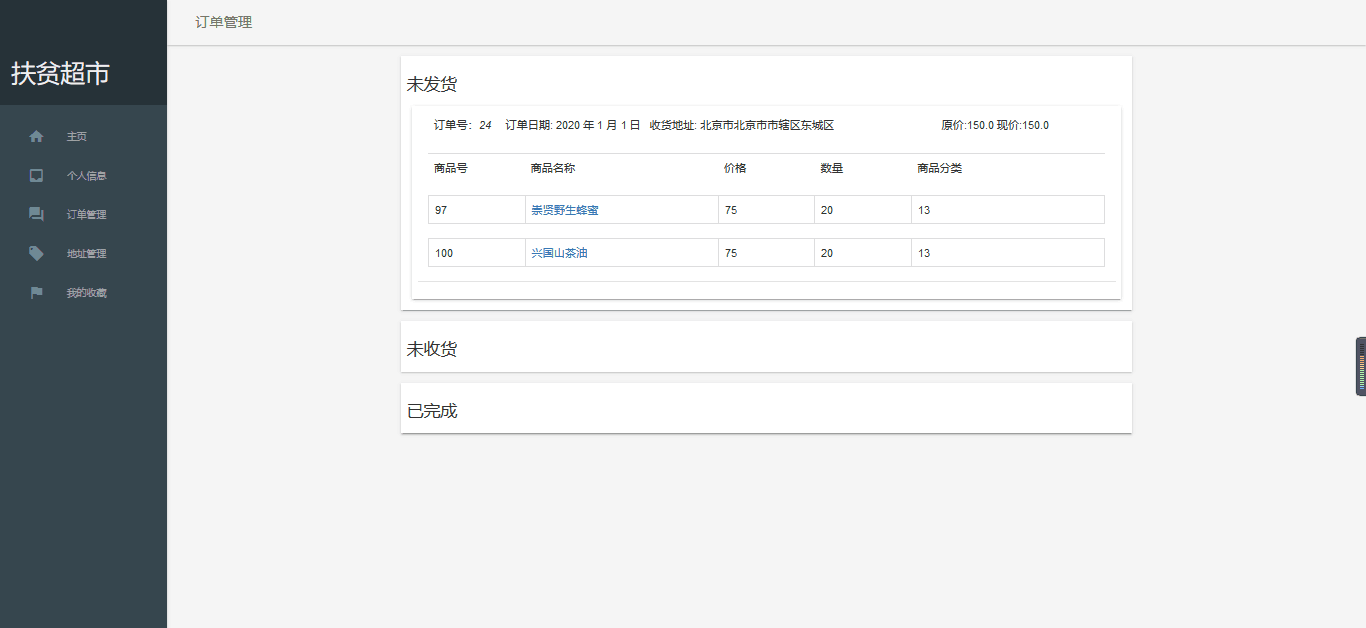 扶贫超市
主页
个人信息
订单管理
地址管理
我的收藏
订单管理
未发货
订单号: 24 订单日期: 2020 年 1 月 1 日 收货地址: 北京市北京市市辖区东城区 原价:150.0 现价:150.0
商品号 商品名称 价格 数量 商品分类
97 崇贤野生蜂蜜 75 20 13
100 兴国山茶油 75 20 13
未收货
已完成